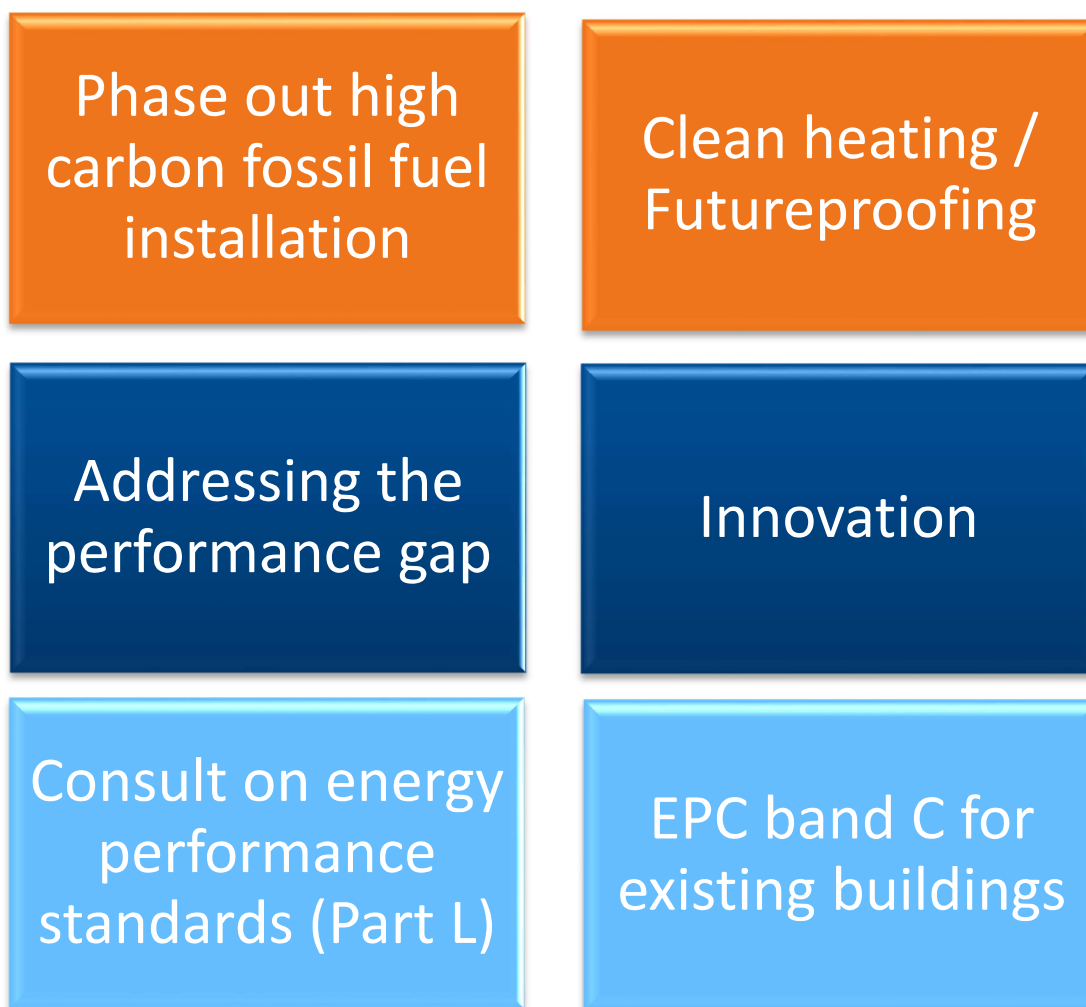 Phase out high
carbon fossil fuel
installation
Clean heating /
Futureproofing
Addressing the
performance gap
Innovation
Consult on energy
performance
standards (Part L)
EPC band C for
existing buildings